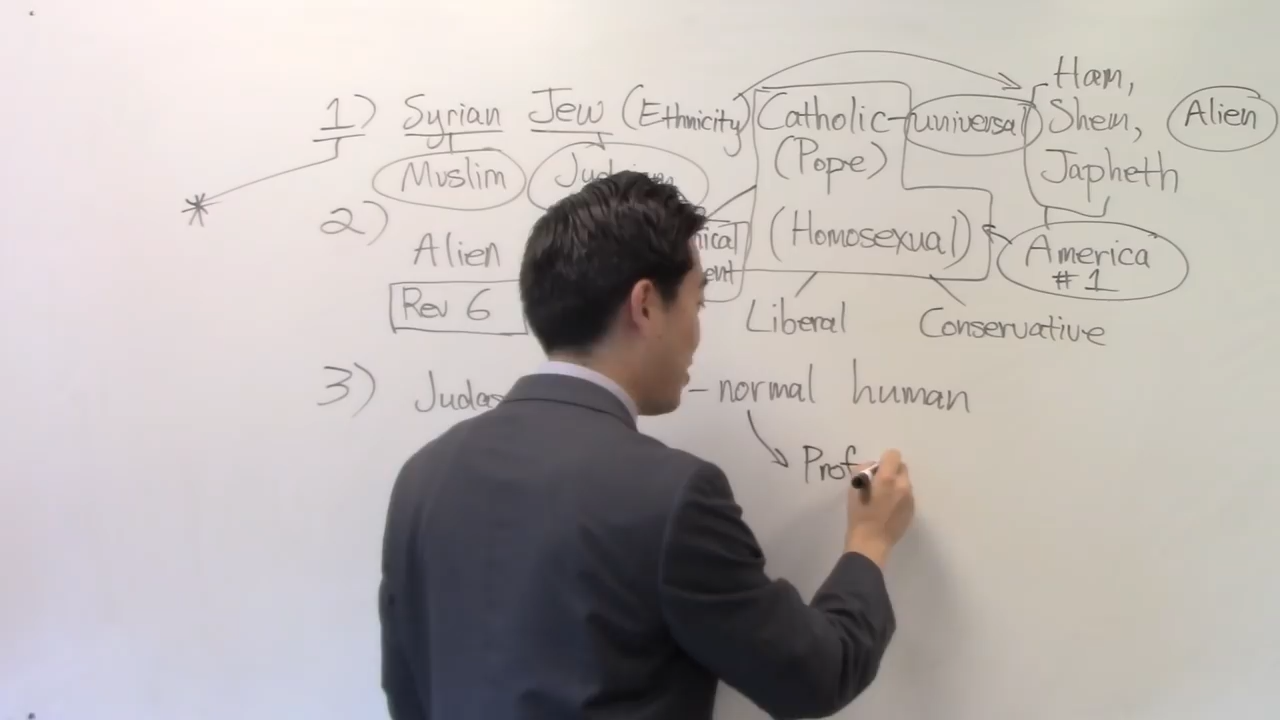 1) Syrian Jew (Ethnicity) Catholic - universal Ham, Shem, Japheth Alien
Muslim (Pope)
2) Alien (Homosexual) America #1
Rev 6 Liberal Conservative
3) Judas - normal human
Prof